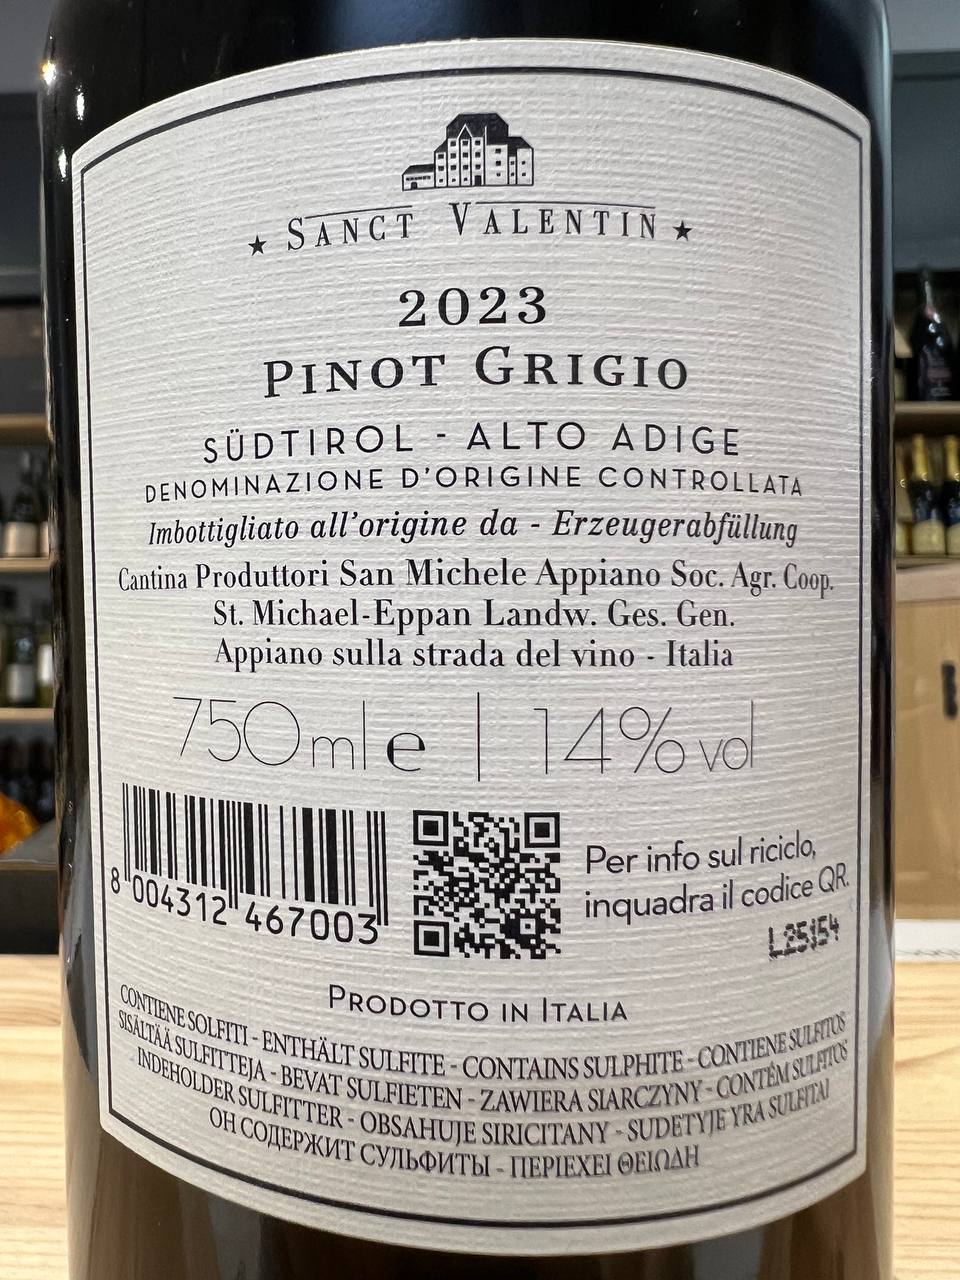 ★ SANCT VALENTIN ★
2023
PINOT GRIGIO
SÜDTIROL - ALTO ADIGE
DENOMINAZIONE D'ORIGINE CONTROLLATA
Imbottigliato all'origine da - Erzeugerabfüllung
Cantina Produttori San Michele Appiano Soc. Agr. Coop.
St. Michael-Eppan Landw. Ges. Gen.
Appiano sulla strada del vino - Italia
750ml e | 14% vol
Per info sul riciclo,
inquadra il codice QR.
8 004312 467003
L25154
PRODOTTO IN ITALIA
CONTIENE SOLFITI - ENTHÄLT SULFITE - CONTAINS SULPHITE - CONTIENE SULFITOS
SISÄLTÄÄ SULFITTEJA - BEVAT SULFIETEN - ZAWIERA SIARCZYNY - CONTÉM SULFITOS
INDEHOLDER SULFITTER - OBSAHUJE SIRICITANY - SUDETYJE YRA SULFITAI
ОН СОДЕРЖИТ СУЛЬФИТЫ - ΠΕΡΙΕΧΕΙ ΘΕΙΩΔΗ